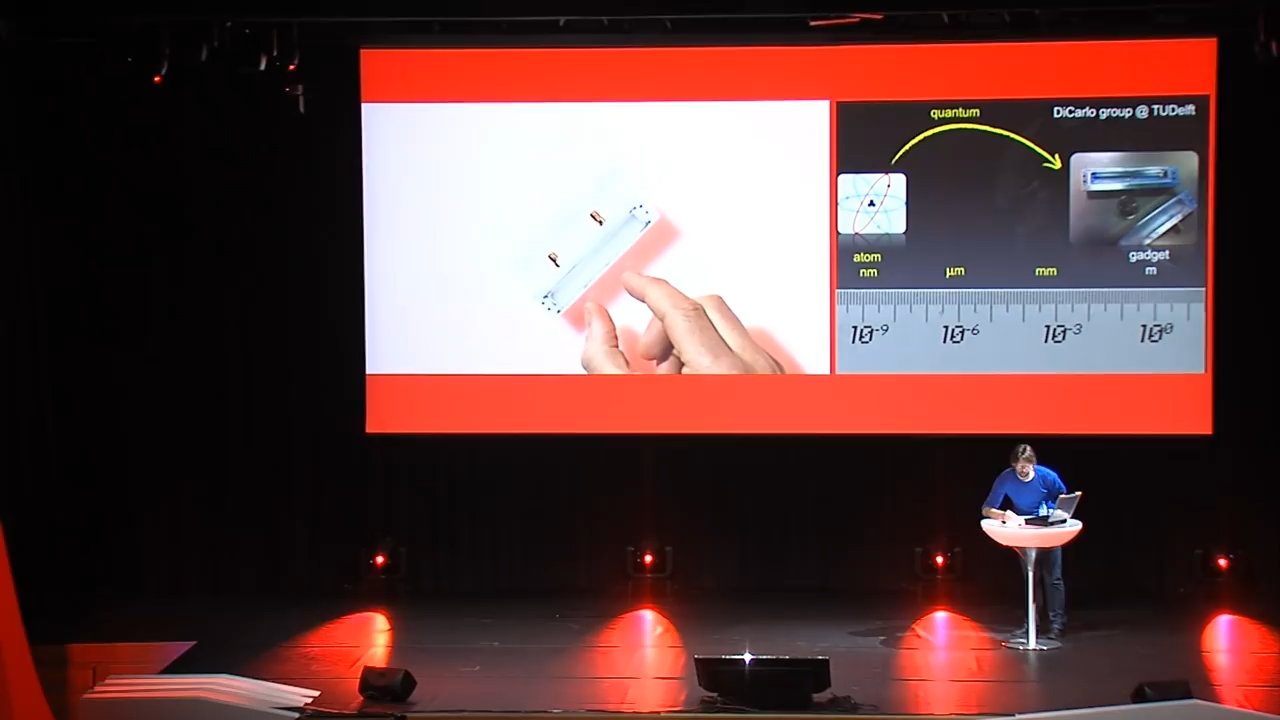 quantum
DiCarlo group @ TUDelft
atom
nm
µm
mm
gadget
m
10-9
10-6
10-3
100